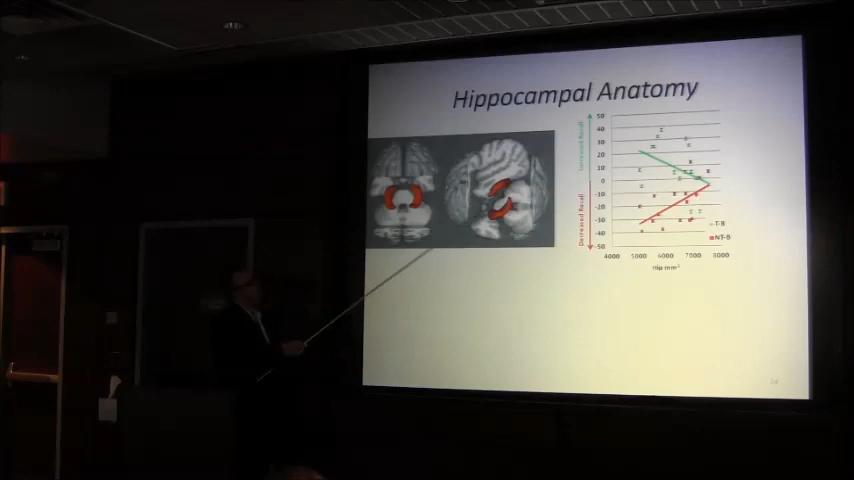 Hippocampal Anatomy
Increased Recall
Decreased Recall
50
40
30
20
10
0
-10
-20
-30
-40
-50
4000 5000 6000 7000 8000
Hip mm³
T-B
NT-B
24